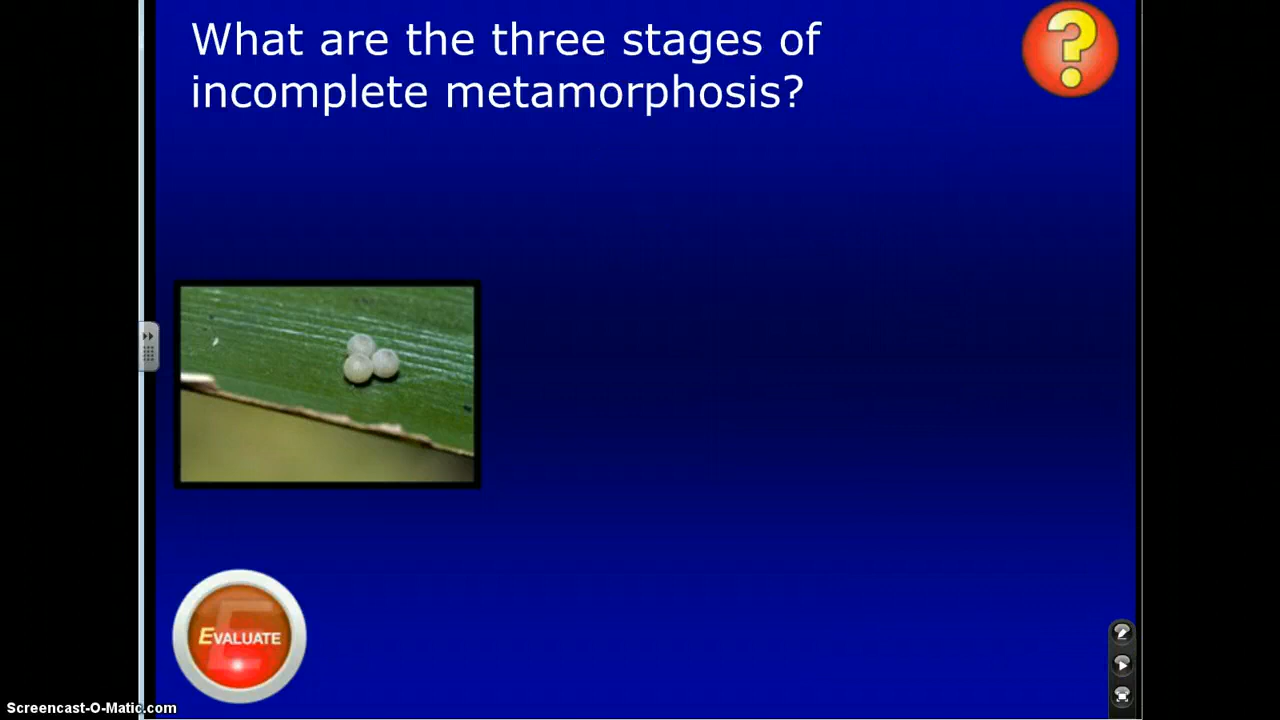 What are the three stages of
incomplete metamorphosis?
?
EVALUATE
Screencast-O-Matic.com